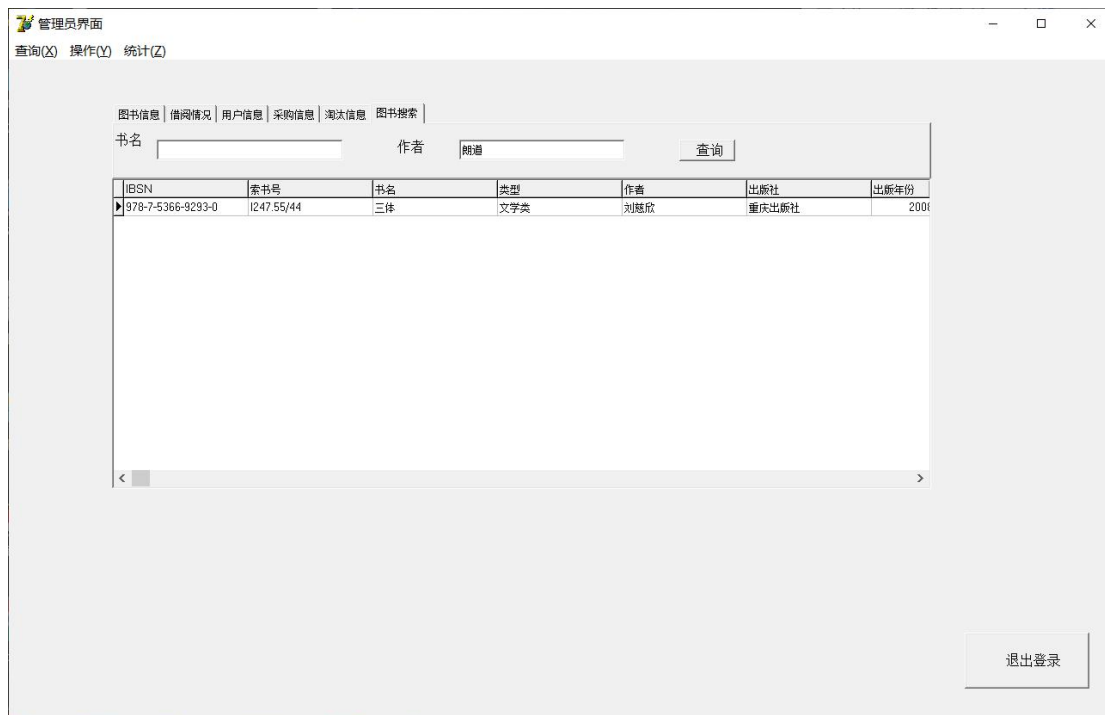 管理员界面
查询(X) 操作(Y) 统计(Z)
图书信息 借阅情况 用户信息 采购信息 淘汰信息 图书搜索
书名 作者 朗道 查询
IBSN 索书号 书名 类型 作者 出版社 出版年份
978-7-5366-9293-0 I247.55/44 三体 文学类 刘慈欣 重庆出版社 2008
退出登录